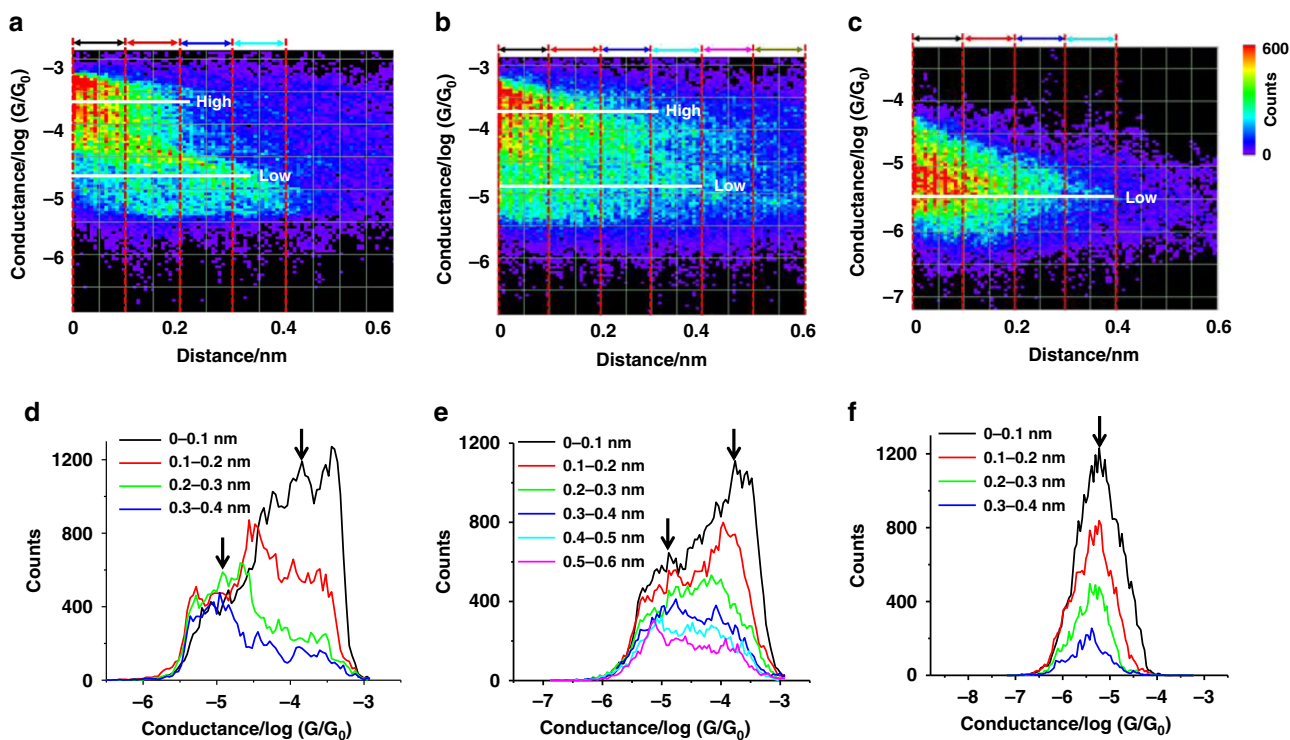 a
Conductance/log (G/G0)
−3
−4
−5
−6
High
Low
0
0.2
0.4
0.6
Distance/nm
b
Conductance/log (G/G0)
−3
−4
−5
−6
High
Low
0
0.2
0.4
0.6
Distance/nm
c
Conductance/log (G/G0)
−4
−5
−6
−7
Low
0
0.2
0.4
0.6
Distance/nm
600
Counts
0
d
Counts
1200
800
400
0
0–0.1 nm
0.1–0.2 nm
0.2–0.3 nm
0.3–0.4 nm
−6
−5
−4
−3
Conductance/log (G/G0)
e
Counts
1200
900
600
300
0
0–0.1 nm
0.1–0.2 nm
0.2–0.3 nm
0.3–0.4 nm
0.4–0.5 nm
0.5–0.6 nm
−7
−6
−5
−4
−3
Conductance/log (G/G0)
f
Counts
1200
800
400
0
0–0.1 nm
0.1–0.2 nm
0.2–0.3 nm
0.3–0.4 nm
−8
−7
−6
−5
−4
−3
Conductance/log (G/G0)